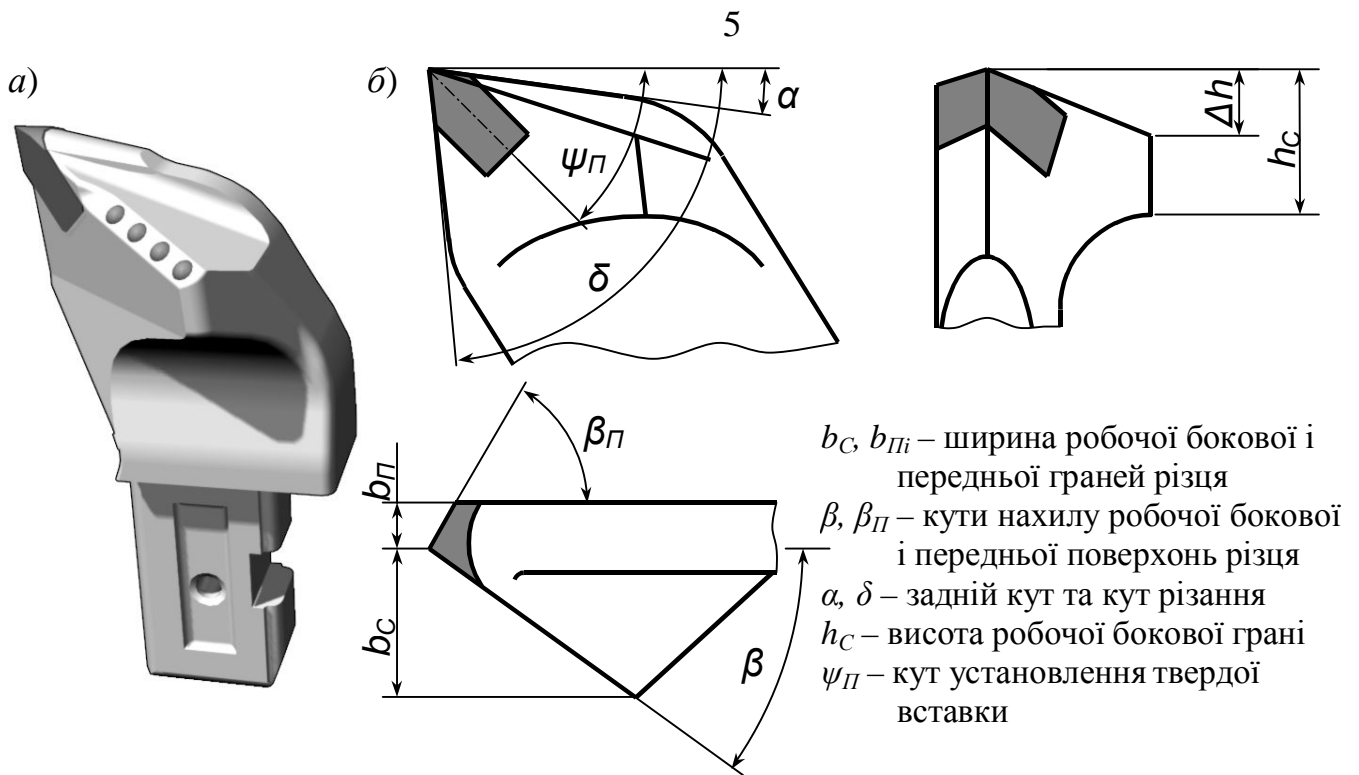 5
а)
б)
α
ψП
δ
Δh
hC
βП
bП
bC
β
bC, bПi – ширина робочої бокової і
передньої граней різця
β, βП – кути нахилу робочої бокової
і передньої поверхонь різця
α, δ – задній кут та кут різання
hC – висота робочої бокової грані
ψП – кут установлення твердої
вставки